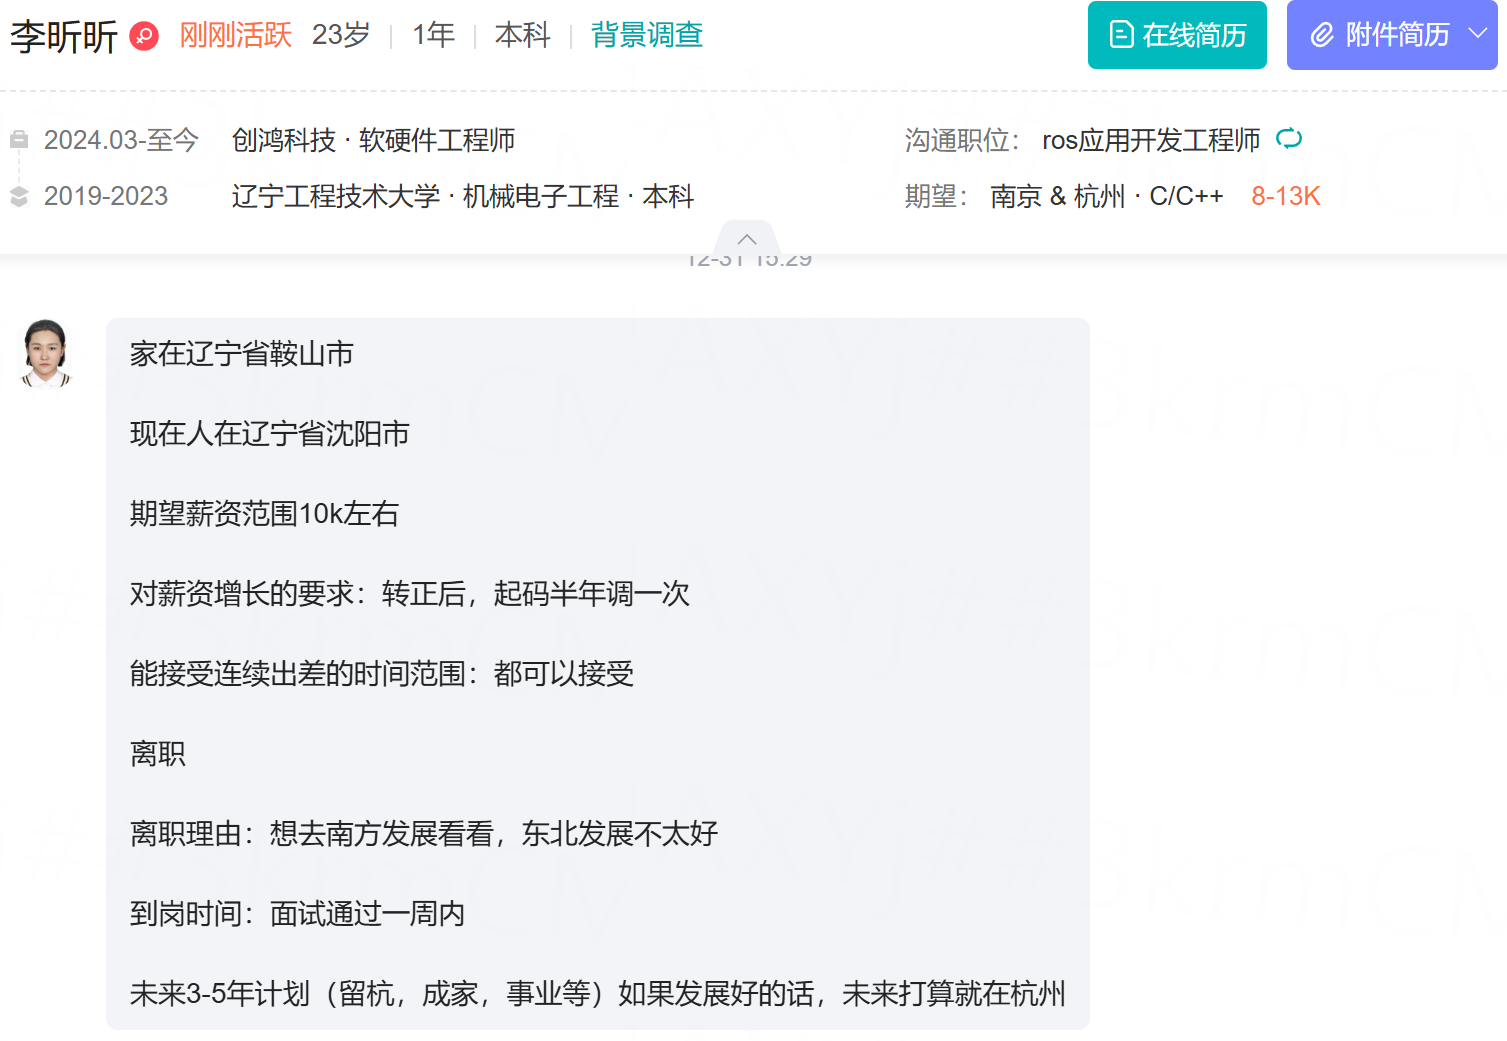 李昕昕 刚刚活跃 23岁 1年 本科 背景调查 在线简历 附件简历
2024.03-至今 创鸿科技 · 软硬件工程师 沟通职位： ros应用开发工程师
2019-2023 辽宁工程技术大学 · 机械电子工程 · 本科 期望： 南京 & 杭州 · C/C++ 8-13K
12-31 15:29
家在辽宁省鞍山市
现在人在辽宁省沈阳市
期望薪资范围10k左右
对薪资增长的要求：转正后，起码半年调一次
能接受连续出差的时间范围：都可以接受
离职
离职理由：想去南方发展看看，东北发展不太好
到岗时间：面试通过一周内
未来3-5年计划（留杭，成家，事业等）如果发展好的话，未来打算就在杭州